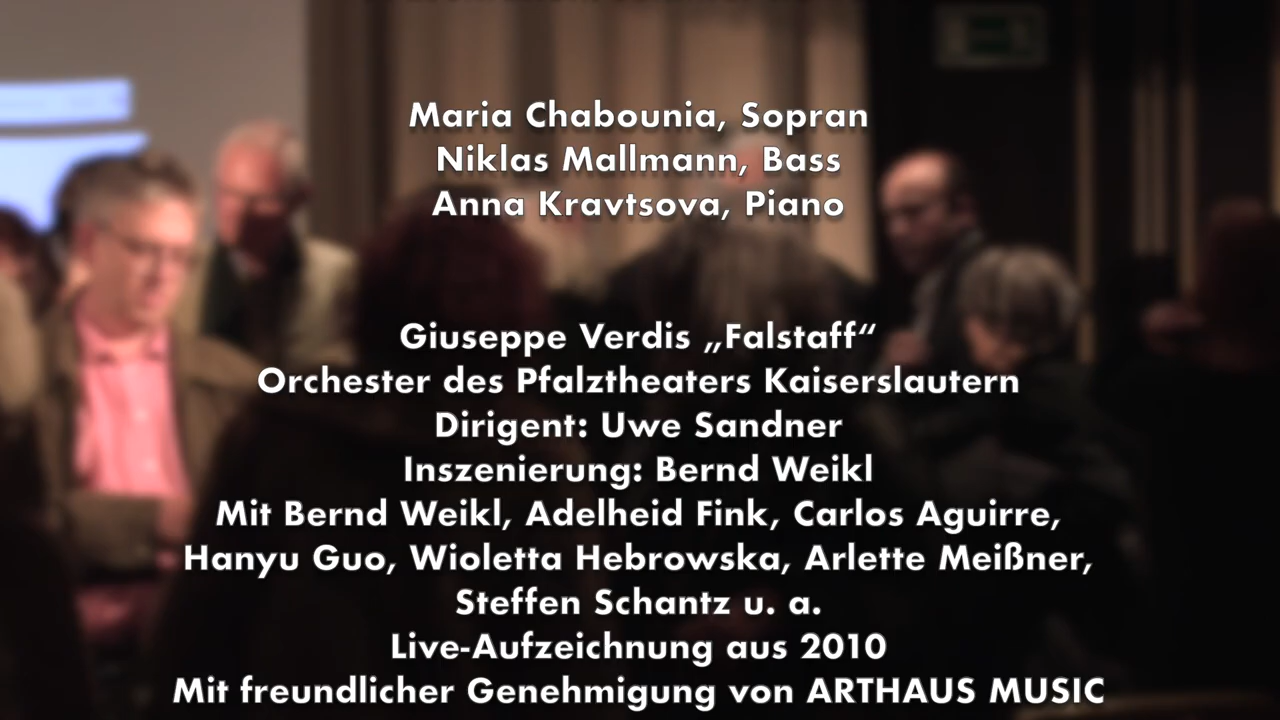 Maria Chabounia, Sopran
Niklas Mallmann, Bass
Anna Kravtsova, Piano
Giuseppe Verdis „Falstaff“
Orchester des Pfalztheaters Kaiserslautern
Dirigent: Uwe Sandner
Inszenierung: Bernd Weikl
Mit Bernd Weikl, Adelheid Fink, Carlos Aguirre,
Hanyu Guo, Wioletta Hebrowska, Arlette Meißner,
Steffen Schantz u. a.
Live-Aufzeichnung aus 2010
Mit freundlicher Genehmigung von ARTHAUS MUSIC